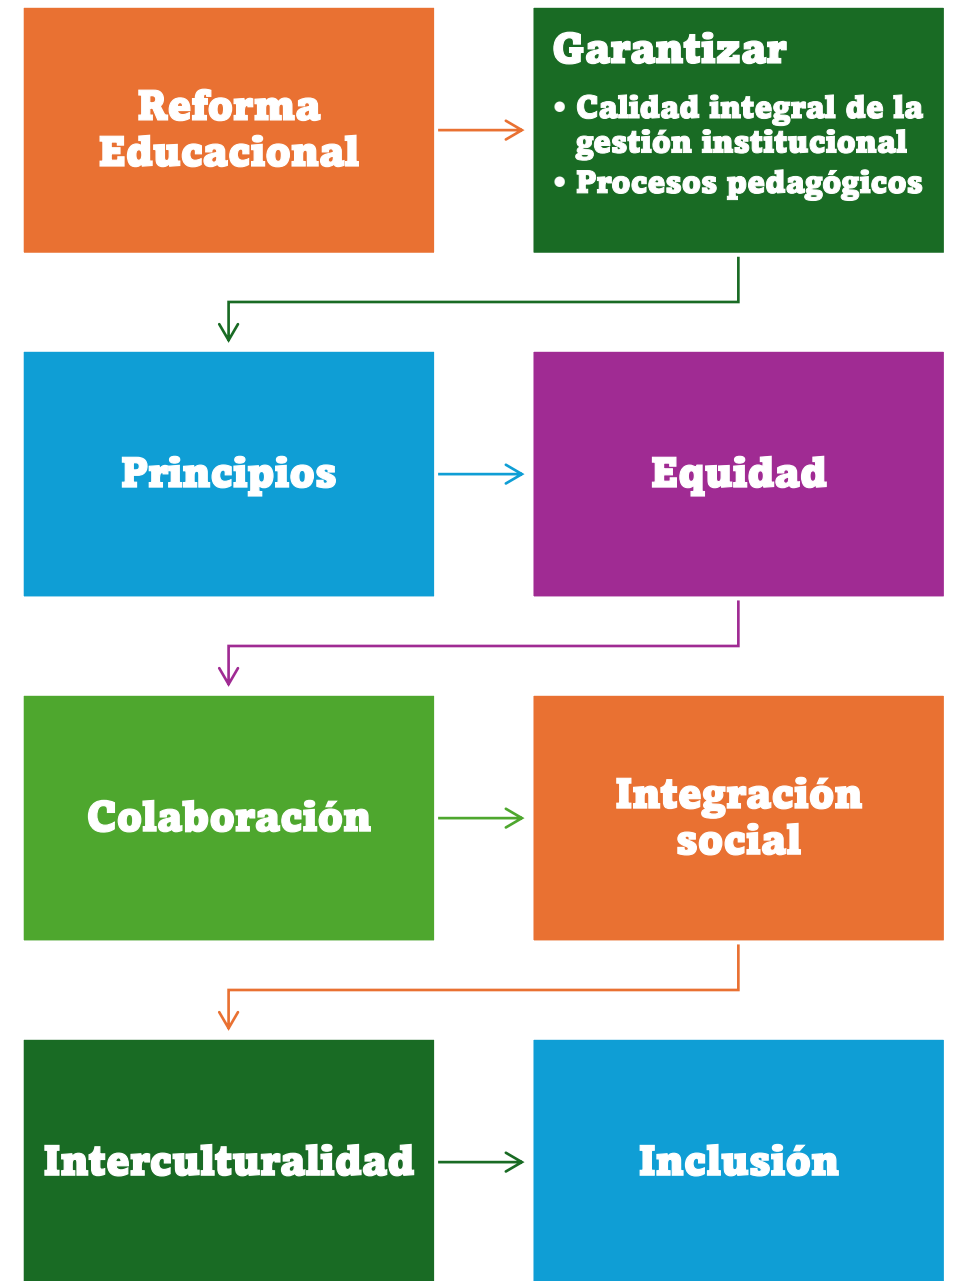 Reforma
Educacional
Garantizar
• Calidad integral de la
gestión institucional
• Procesos pedagógicos
Principios
Equidad
Colaboración
Integración
social
Interculturalidad
Inclusión